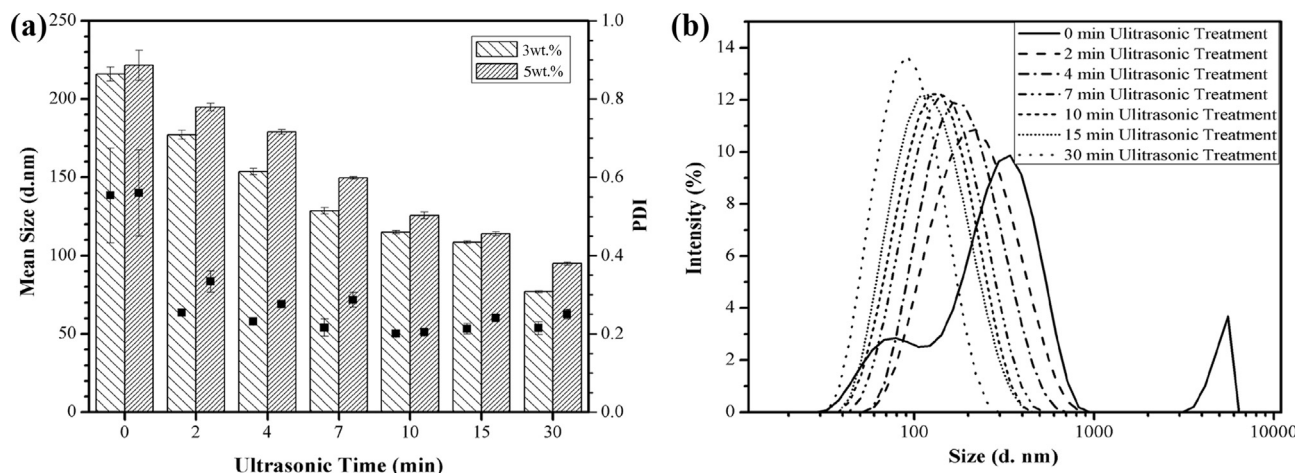 (a)
250
200
150
100
50
0
Mean Size (d.nm)
3wt.%
5wt.%
1.0
0.8
0.6
0.4
0.2
0.0
PDI
0 2 4 7 10 15 30
Ultrasonic Time (min)
(b)
14
12
10
8
6
4
2
0
Intensity (%)
0 min Ulitrasonic Treatment
2 min Ulitrasonic Treatment
4 min Ulitrasonic Treatment
7 min Ulitrasonic Treatment
10 min Ulitrasonic Treatment
15 min Ulitrasonic Treatment
30 min Ulitrasonic Treatment
100 1000 10000
Size (d. nm)